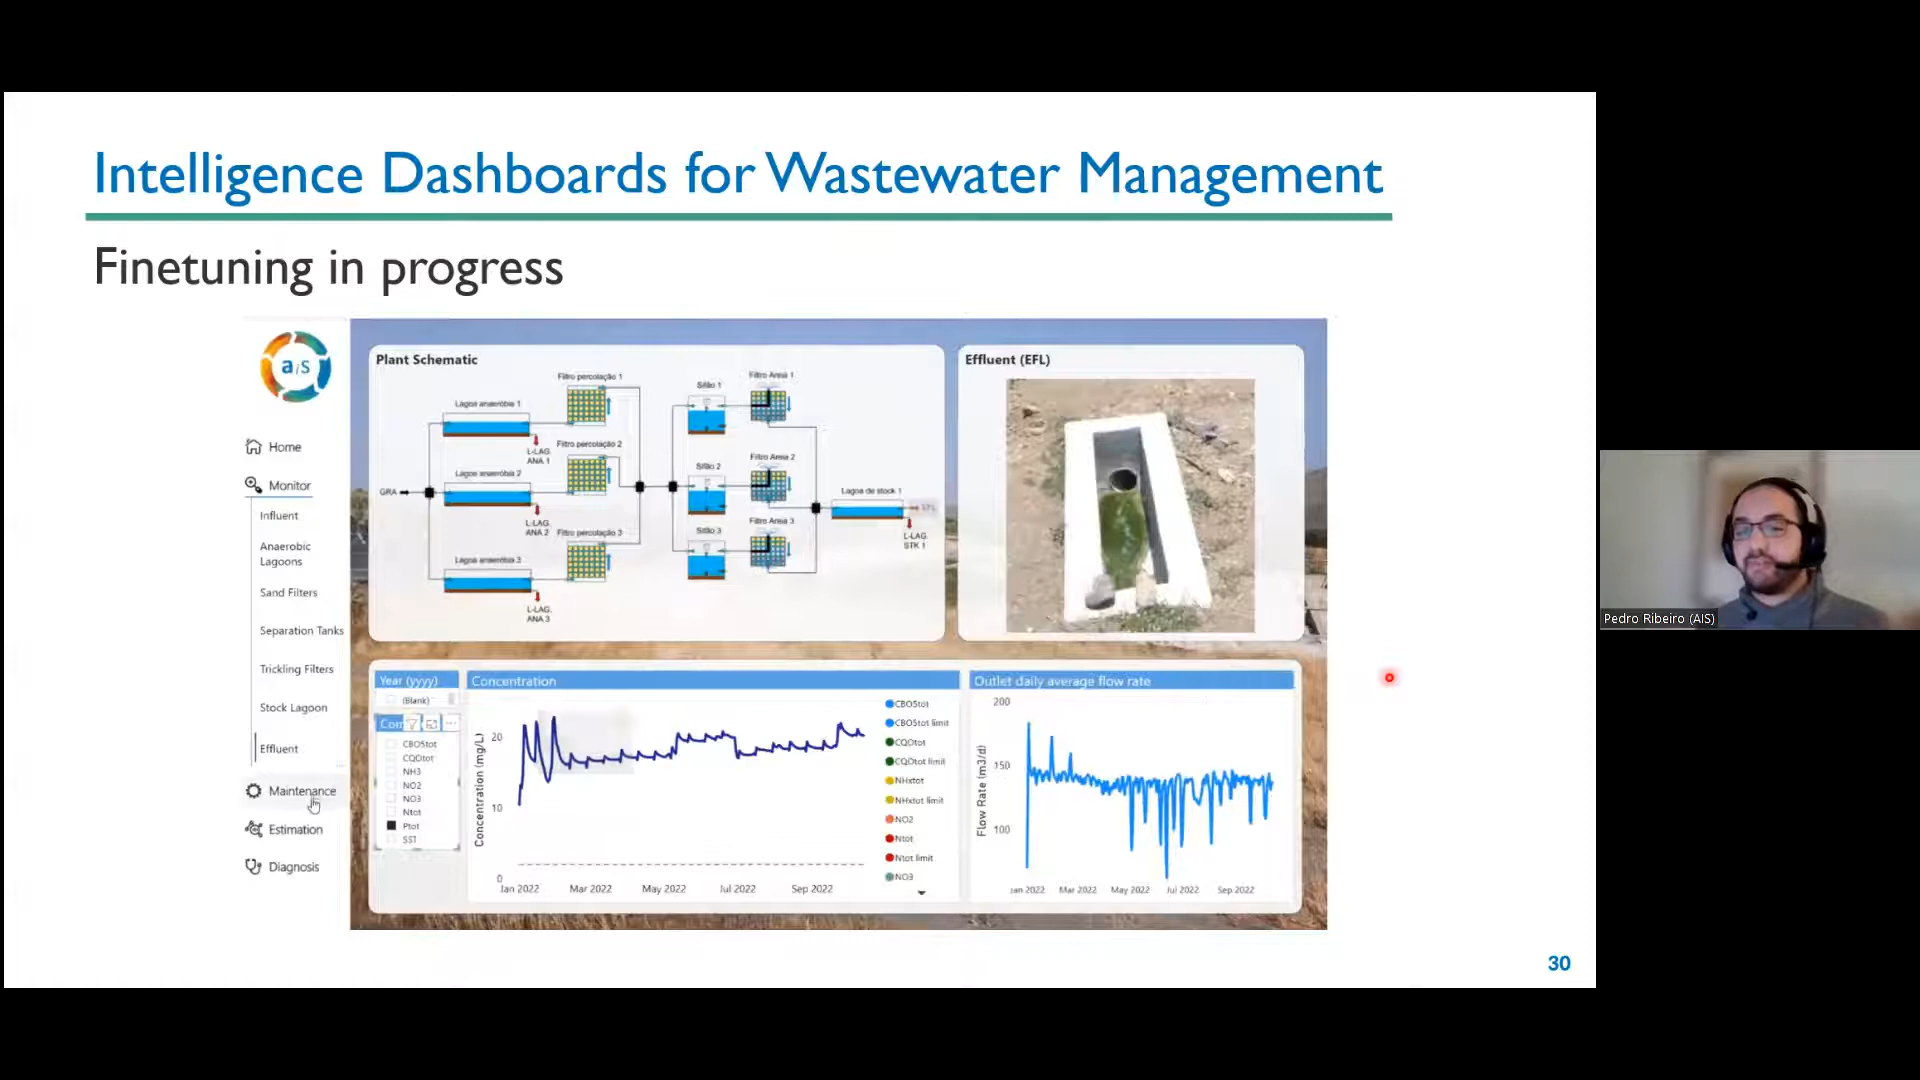 Intelligence Dashboards for Wastewater Management
Finetuning in progress
aiS
Home
Monitor
Influent
Anaerobic
Lagoons
Sand Filters
Separation Tanks
Trickling Filters
Stock Lagoon
Effluent
Maintenance
Estimation
Diagnosis
Plant Schematic
Filtro percolação 1
Lagoa anaeróbia 1
L-LAG.
ANA 1
Filtro percolação 2
Lagoa anaeróbia 2
GRA
L-LAG.
ANA 2
Filtro percolação 3
Lagoa anaeróbia 3
L-LAG.
ANA 3
Sifão 1
Filtro Areia 1
Sifão 2
Filtro Areia 2
Sifão 3
Filtro Areia 3
Lagoa de stock 1
EFL
L-LAG.
STK 1
Effluent (EFL)
Year (yyyy)
(Blank)
Com
CBO5tot
CQOtot
NH3
NO2
NO3
Ntot
Ptot
SST
Concentration
Concentration (mg/L)
20
10
0
Jan 2022
Mar 2022
May 2022
Jul 2022
Sep 2022
CBO5tot
CBO5tot limit
CQOtot
CQOtot limit
NHxtot
NHxtot limit
NO2
Ntot
Ntot limit
NO3
Outlet daily average flow rate
Flow Rate (m3/d)
200
150
100
Jan 2022
Mar 2022
May 2022
Jul 2022
Sep 2022
30
Pedro Ribeiro (AIS)